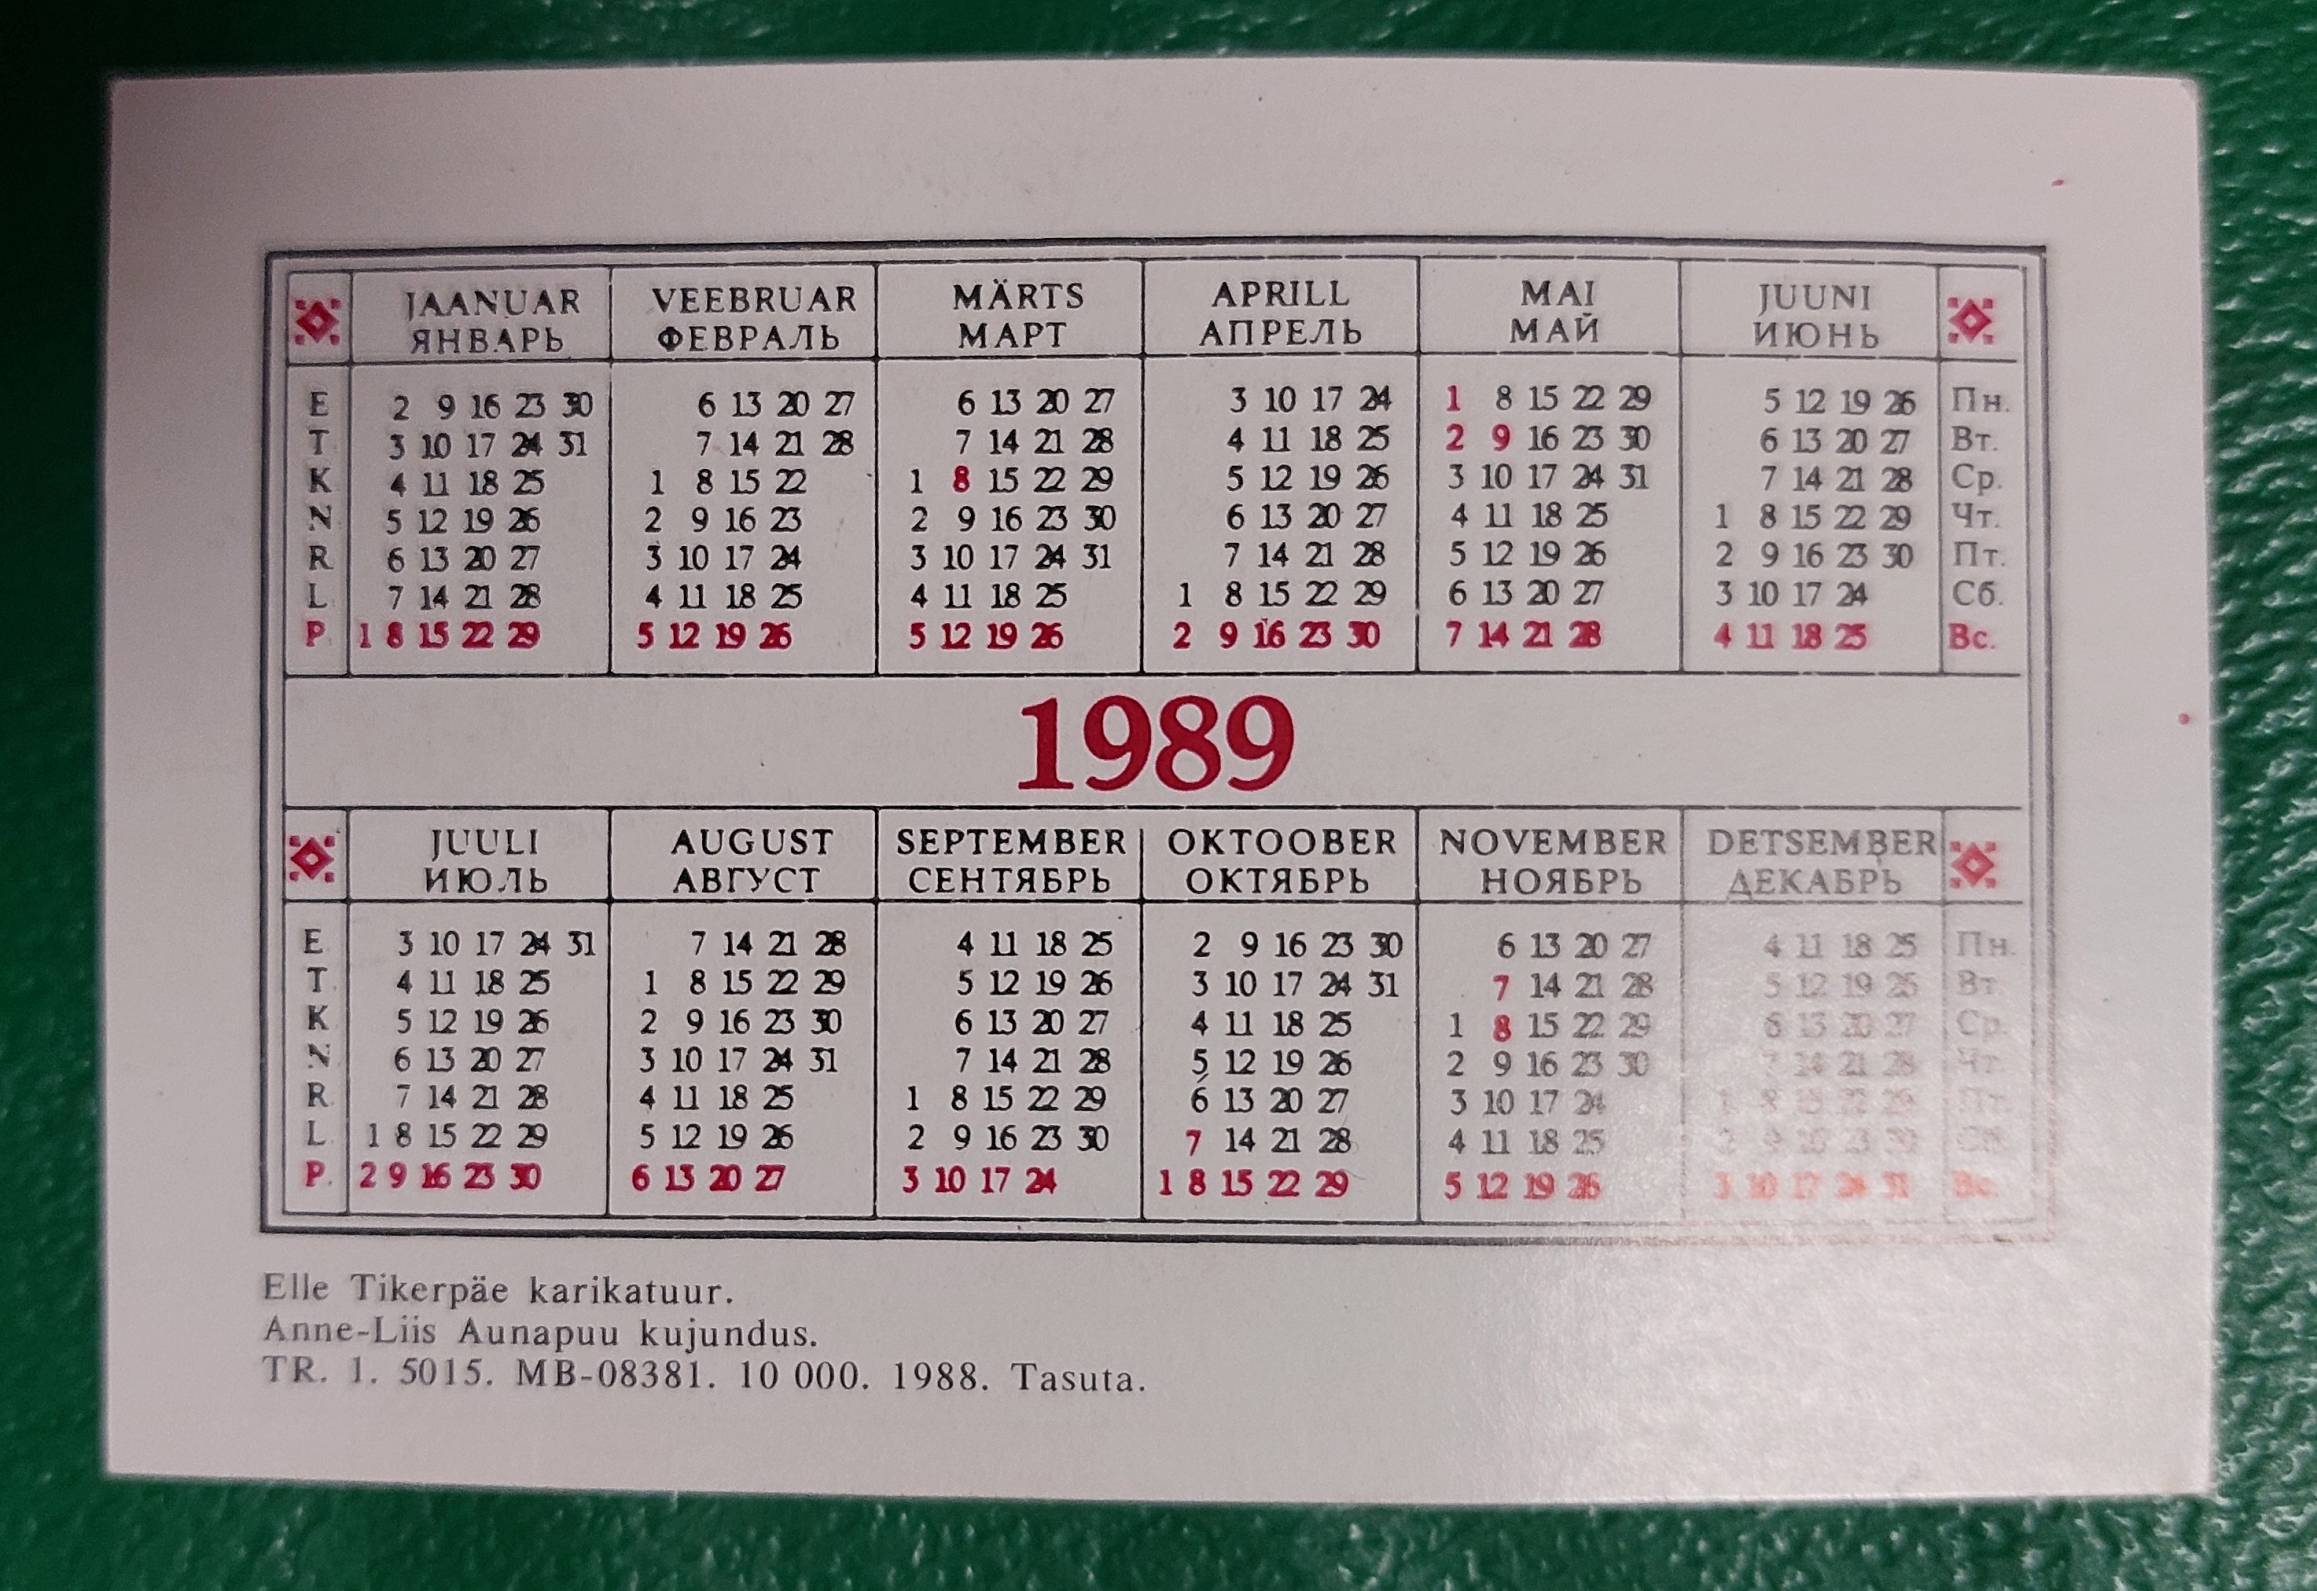 JAANUAR VEEBRUAR MÄRTS APRILL MAI JUUNI
ЯНВАРЬ ФЕВРАЛЬ МАРТ АПРЕЛЬ МАЙ ИЮНЬ
E 2 9 16 23 30 6 13 20 27 6 13 20 27 3 10 17 24 1 8 15 22 29 5 12 19 26 Пн.
T 3 10 17 24 31 7 14 21 28 7 14 21 28 4 11 18 25 2 9 16 23 30 6 13 20 27 Вт.
K 4 11 18 25 1 8 15 22 1 8 15 22 29 5 12 19 26 3 10 17 24 31 7 14 21 28 Ср.
N 5 12 19 26 2 9 16 23 2 9 16 23 30 6 13 20 27 4 11 18 25 1 8 15 22 29 Чт.
R 6 13 20 27 3 10 17 24 3 10 17 24 31 7 14 21 28 5 12 19 26 2 9 16 23 30 Пт.
L 7 14 21 28 4 11 18 25 4 11 18 25 1 8 15 22 29 6 13 20 27 3 10 17 24 Сб.
P 1 8 15 22 29 5 12 19 26 5 12 19 26 2 9 16 23 30 7 14 21 28 4 11 18 25 Вс.
1989
JUULI AUGUST SEPTEMBER OKTOOBER NOVEMBER DETSEMBER
ИЮЛЬ АВГУСТ СЕНТЯБРЬ ОКТЯБРЬ НОЯБРЬ ДЕКАБРЬ
E 3 10 17 24 31 7 14 21 28 4 11 18 25 2 9 16 23 30 6 13 20 27 4 11 18 25 Пн.
T 4 11 18 25 1 8 15 22 29 5 12 19 26 3 10 17 24 31 7 14 21 28 5 12 19 26 Вт
K 5 12 19 26 2 9 16 23 30 6 13 20 27 4 11 18 25 1 8 15 22 29 6 13 20 27 Ср.
N 6 13 20 27 3 10 17 24 31 7 14 21 28 5 12 19 26 2 9 16 23 30 7 14 21 28 Чт.
R 7 14 21 28 4 11 18 25 1 8 15 22 29 6 13 20 27 3 10 17 24 1 8 15 22 29 Пт.
L 1 8 15 22 29 5 12 19 26 2 9 16 23 30 7 14 21 28 4 11 18 25 2 9 16 23 30 Сб.
P. 2 9 16 23 30 6 13 20 27 3 10 17 24 1 8 15 22 29 5 12 19 26 3 10 17 24 31 Вс.
Elle Tikerpäe karikatuur.
Anne-Liis Aunapuu kujundus.
TR. 1. 5015. MB-08381. 10 000. 1988. Tasuta.